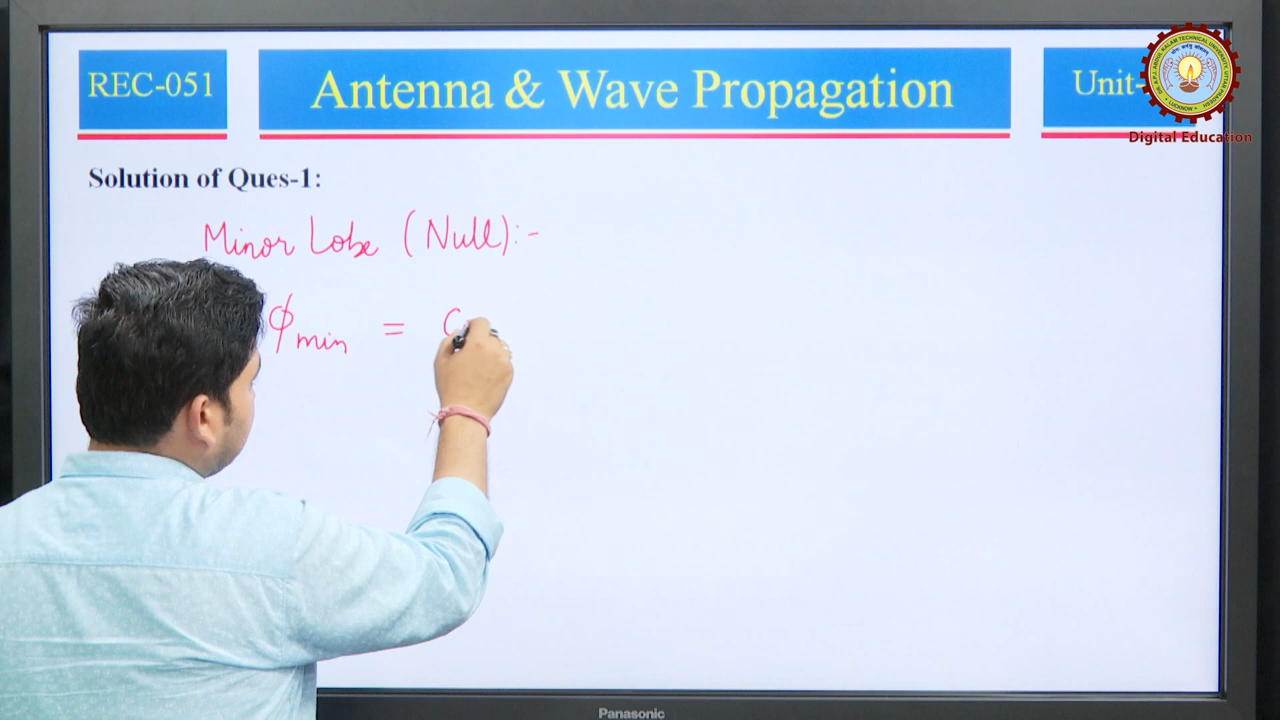 REC-051
Antenna & Wave Propagation
Unit-
Digital Education
Solution of Ques-1:
Minor Lobe (Null):-
ϕmin = C
Panasonic